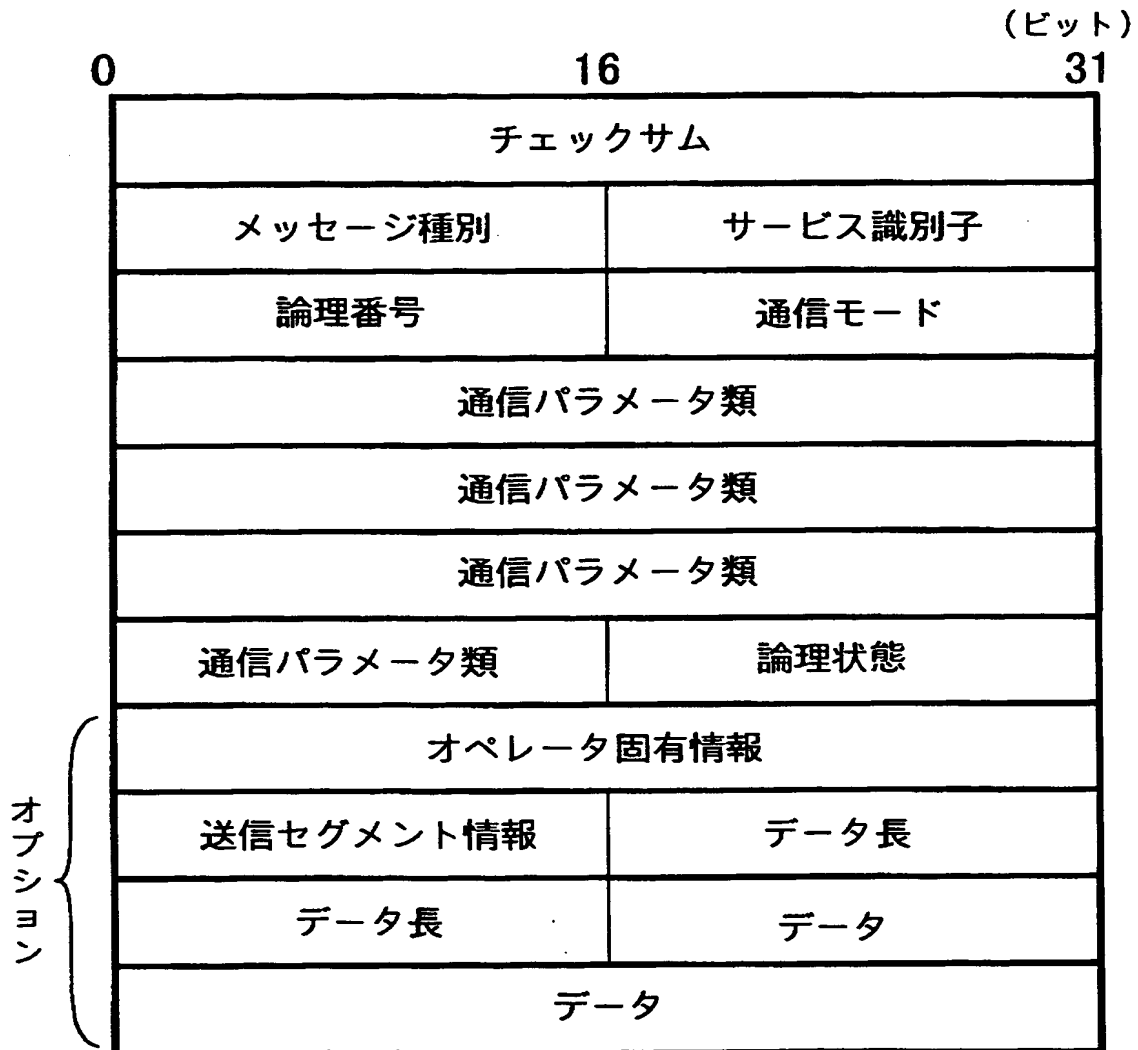 (ビット)
0 16 31
チェックサム
メッセージ種別 サービス識別子
論理番号 通信モード
通信パラメータ類
通信パラメータ類
通信パラメータ類
通信パラメータ類 論理状態
オペレータ固有情報
送信セグメント情報 データ長
データ長 データ
データ
オプション